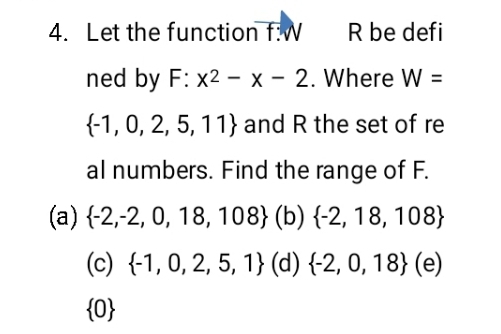 4. Let the function f:W R be defi
ned by F: x2 – x – 2. Where W =
{-1, 0, 2, 5, 11} and R the set of re
al numbers. Find the range of F.
(a) {-2,-2, 0, 18, 108} (b) {-2, 18, 108}
(c) {-1, 0, 2, 5, 1} (d) {-2, 0, 18} (e)
{0}